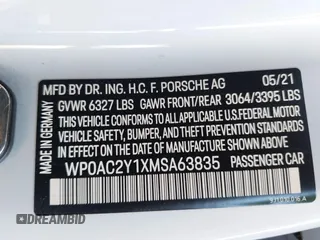 MFD BY DR. ING. H.C. F. PORSCHE AG 05/21
GVWR 6327 LBS GAWR FRONT/REAR 3064/3395 LBS
THIS VEHICLE CONFORMS TO ALL APPLICABLE U.S.FEDERAL MOTOR
VEHICLE SAFETY, BUMPER, AND THEFT PREVENTION STANDARDS
IN EFFECT ON THE DATE OF MANUFACTURE SHOWN ABOVE.
WP0AC2Y1XMSA63835 PASSENGER CAR
MADE IN GERMANY
©DREAMBID